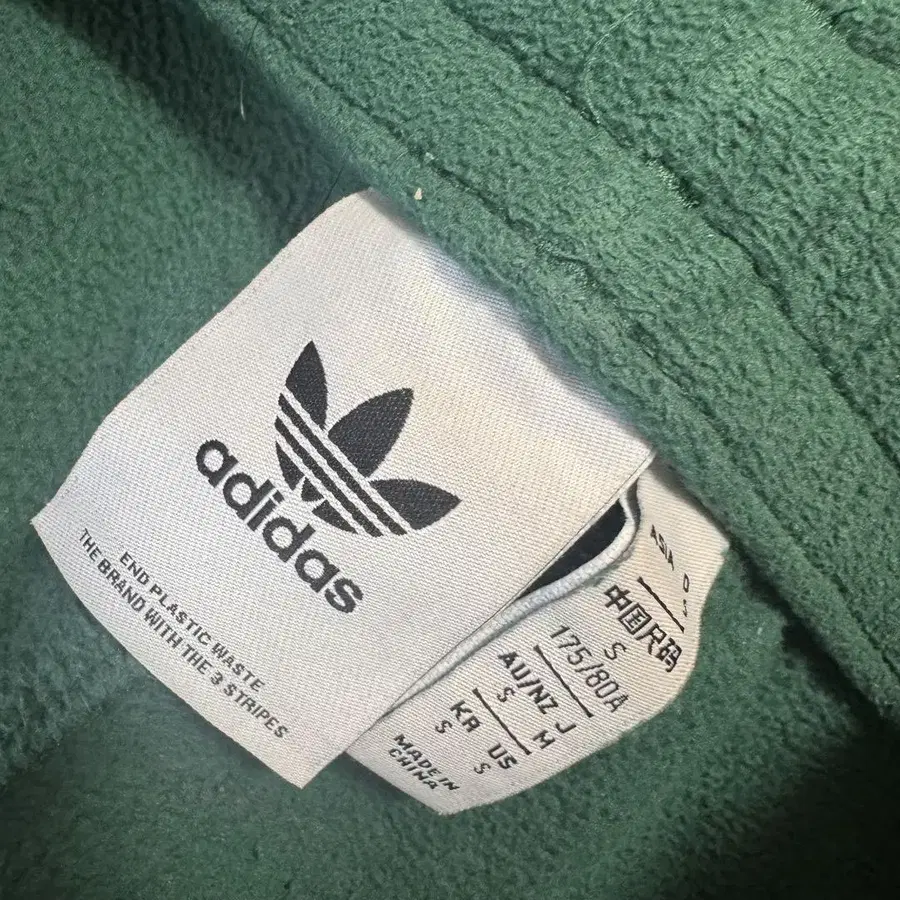 adidas
END PLASTIC WASTE
THE BRAND WITH THE 3 STRIPES
ASIA
中国尺码
S
175/80A
AU/NZ J
S M
KR US
S S
MADE IN
CHINA